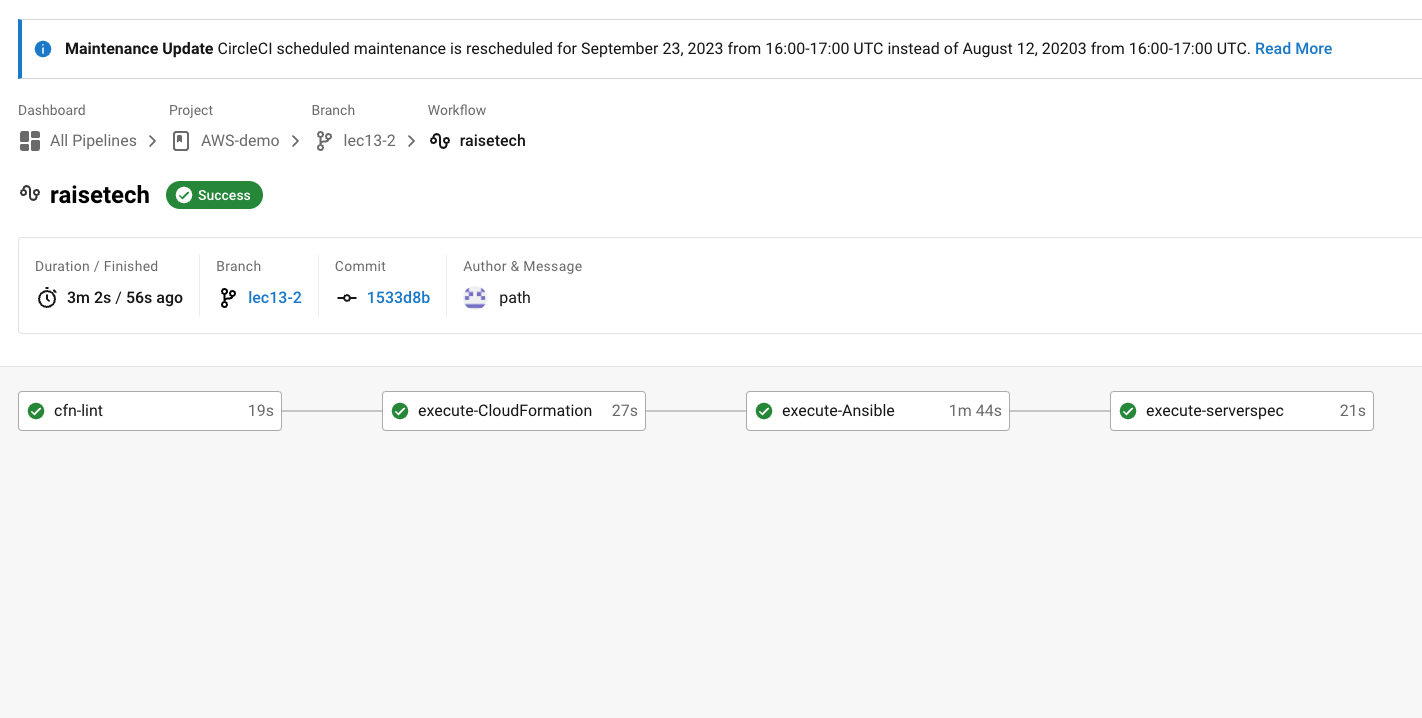 Maintenance Update CircleCI scheduled maintenance is rescheduled for September 23, 2023 from 16:00-17:00 UTC instead of August 12, 20203 from 16:00-17:00 UTC. Read More
Dashboard Project Branch Workflow
All Pipelines AWS-demo lec13-2 raisetech
raisetech Success
Duration / Finished Branch Commit Author & Message
3m 2s / 56s ago lec13-2 1533d8b path
cfn-lint 19s execute-CloudFormation 27s execute-Ansible 1m 44s execute-serverspec 21s